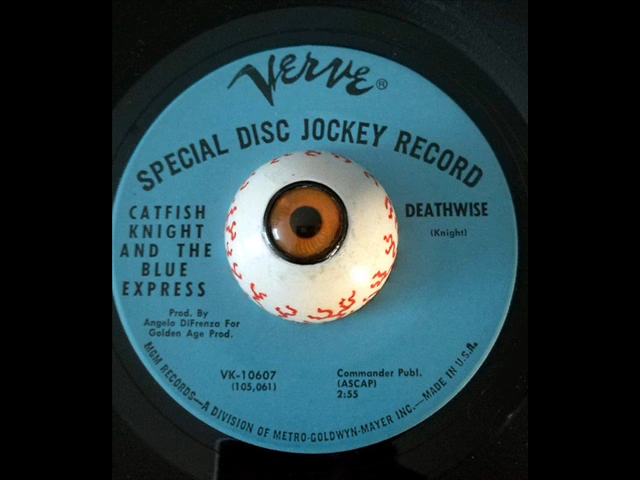 VERVE®
SPECIAL DISC JOCKEY RECORD
CATFISH
KNIGHT
AND THE
BLUE
EXPRESS
DEATHWISE
(Knight)
Prod. By
Angelo DiFrenza For
Golden Age Prod.
VK-10607
(105,061)
Commander Publ.
(ASCAP)
2:55
MGM RECORDS—A DIVISION OF METRO-GOLDWYN-MAYER INC.—MADE IN U.S.A.